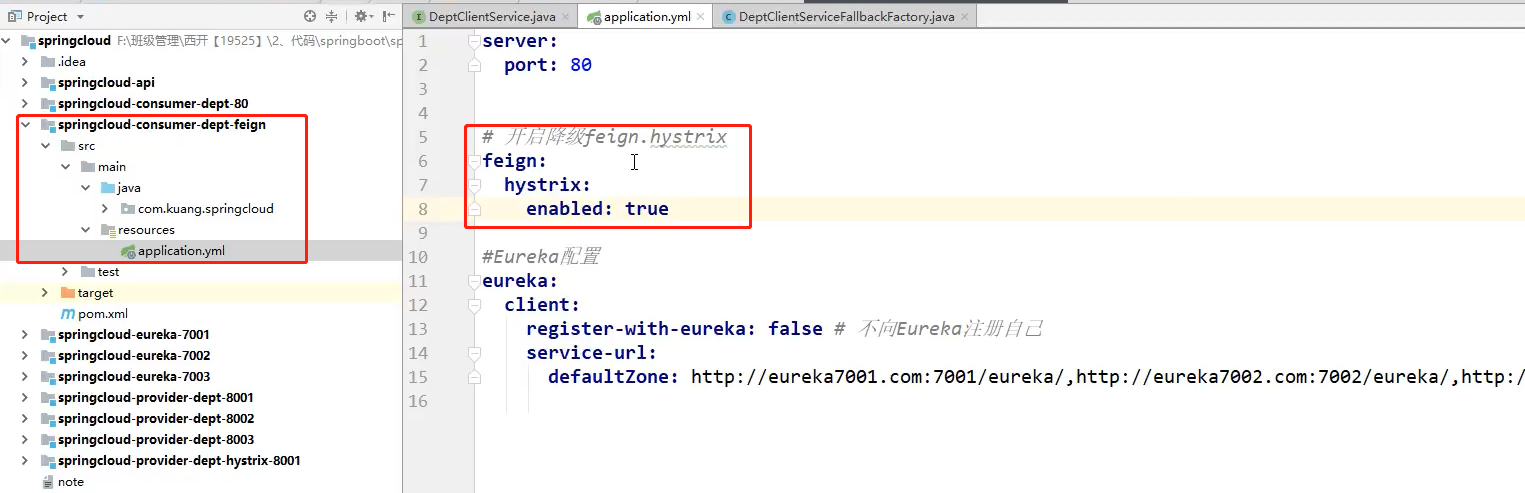 Project
springcloud F:\班级管理\西开【19525】\2、代码\springboot\sp
.idea
springcloud-api
springcloud-consumer-dept-80
springcloud-consumer-dept-feign
src
main
java
com.kuang.springcloud
resources
application.yml
test
target
pom.xml
springcloud-eureka-7001
springcloud-eureka-7002
springcloud-eureka-7003
springcloud-provider-dept-8001
springcloud-provider-dept-8002
springcloud-provider-dept-8003
springcloud-provider-dept-hystrix-8001
note
DeptClientService.java
application.yml
DeptClientServiceFallbackFactory.java
1 server:
2 port: 80
3
4
5 # 开启降级feign.hystrix
6 feign:
7 hystrix:
8 enabled: true
9
10 #Eureka配置
11 eureka:
12 client:
13 register-with-eureka: false # 不向Eureka注册自己
14 service-url:
15 defaultZone: http://eureka7001.com:7001/eureka/,http://eureka7002.com:7002/eureka/,http:/
16